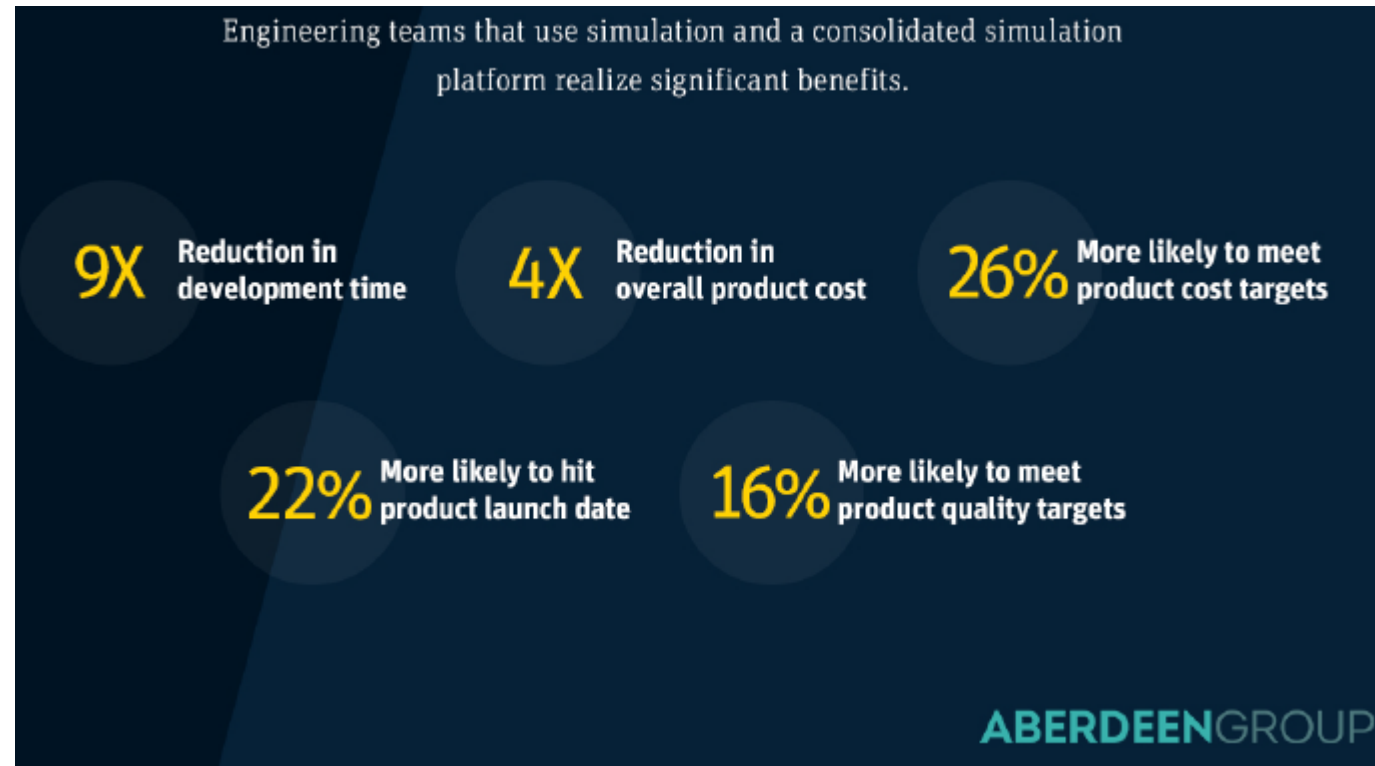 Engineering teams that use simulation and a consolidated simulation
platform realize significant benefits.
9X
Reduction in
development time
4X
Reduction in
overall product cost
26%
More likely to meet
product cost targets
22%
More likely to hit
product launch date
16%
More likely to meet
product quality targets
ABERDEENGROUP